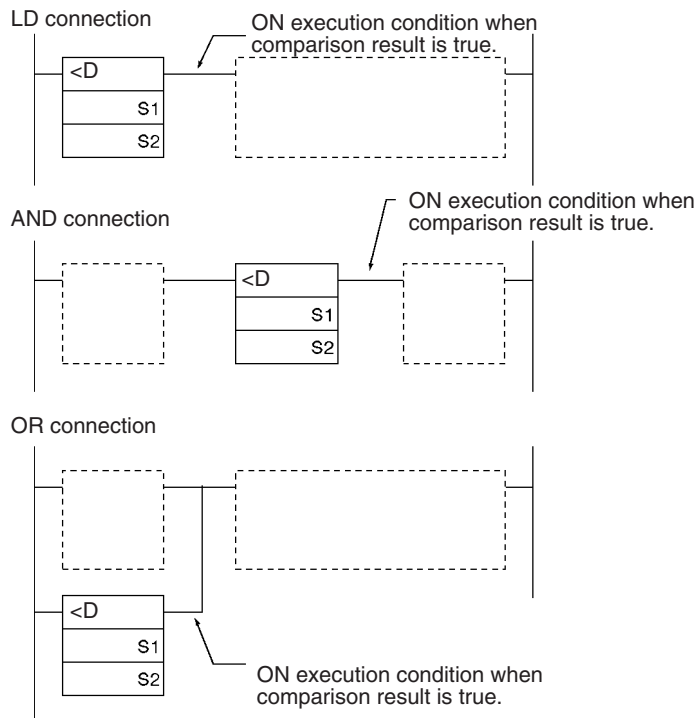 LD connection
ON execution condition when
comparison result is true.
<D
S1
S2
ON execution condition when
comparison result is true.
AND connection
<D
S1
S2
OR connection
<D
S1
S2
ON execution condition when
comparison result is true.